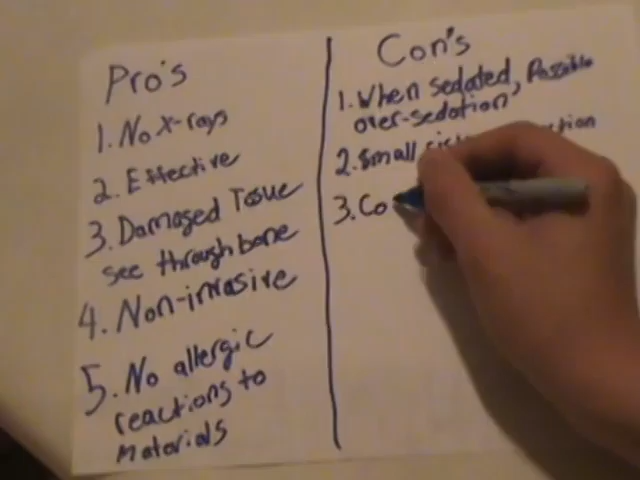 Pro's
1. No X-rays
2. Effective
3. Damaged Tissue
see through bone
4. Non-invasive
5. No allergic
reactions to
Materials
Con's
1. When Sedated, Possible
over-sedation
2. Small
3. Co